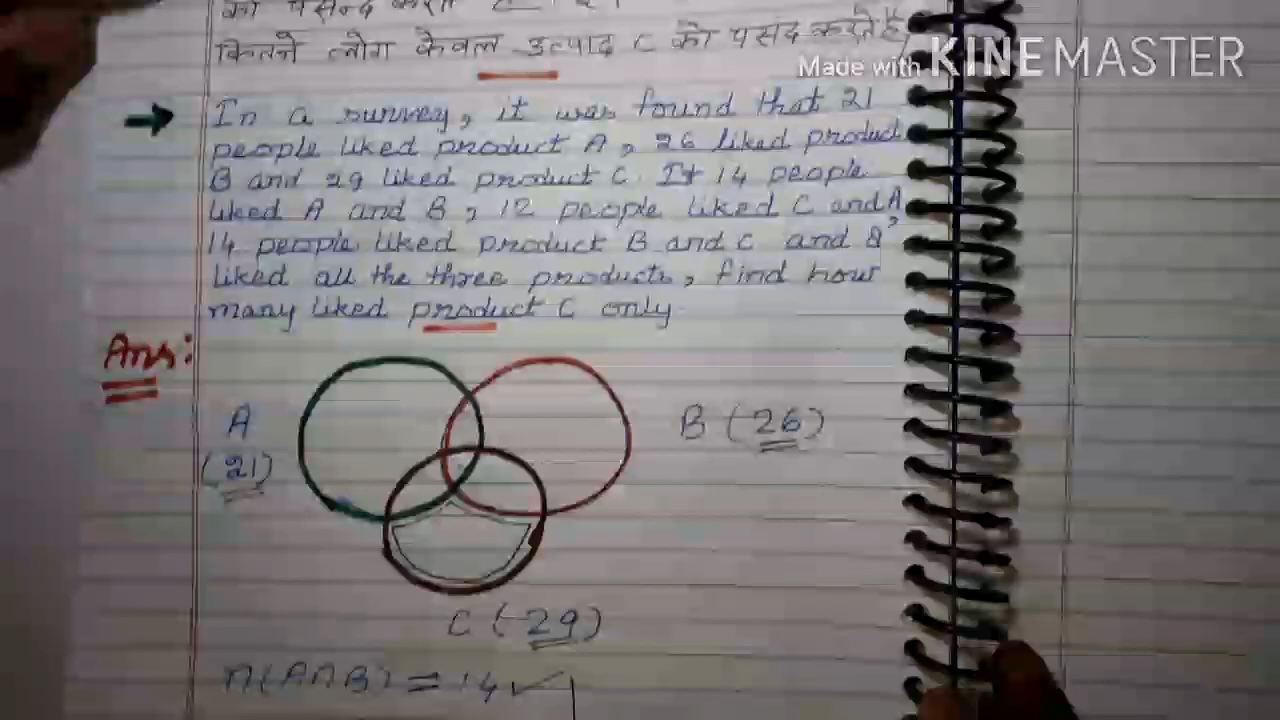 को पसन्द करते
कितने लोग केवल उत्पाद C को पसंद करते हैं
Made with KINEMASTER
In a survey, it was found that 21
people liked product A, 26 liked product
B and 29 liked product C. If 14 people
liked A and B, 12 people liked C and A,
14 people liked product B and C and 8
liked all the three products, find how
many liked product C only
Ans:
A
(21)
B (26)
C (29)
n(A∩B) = 14 ✓